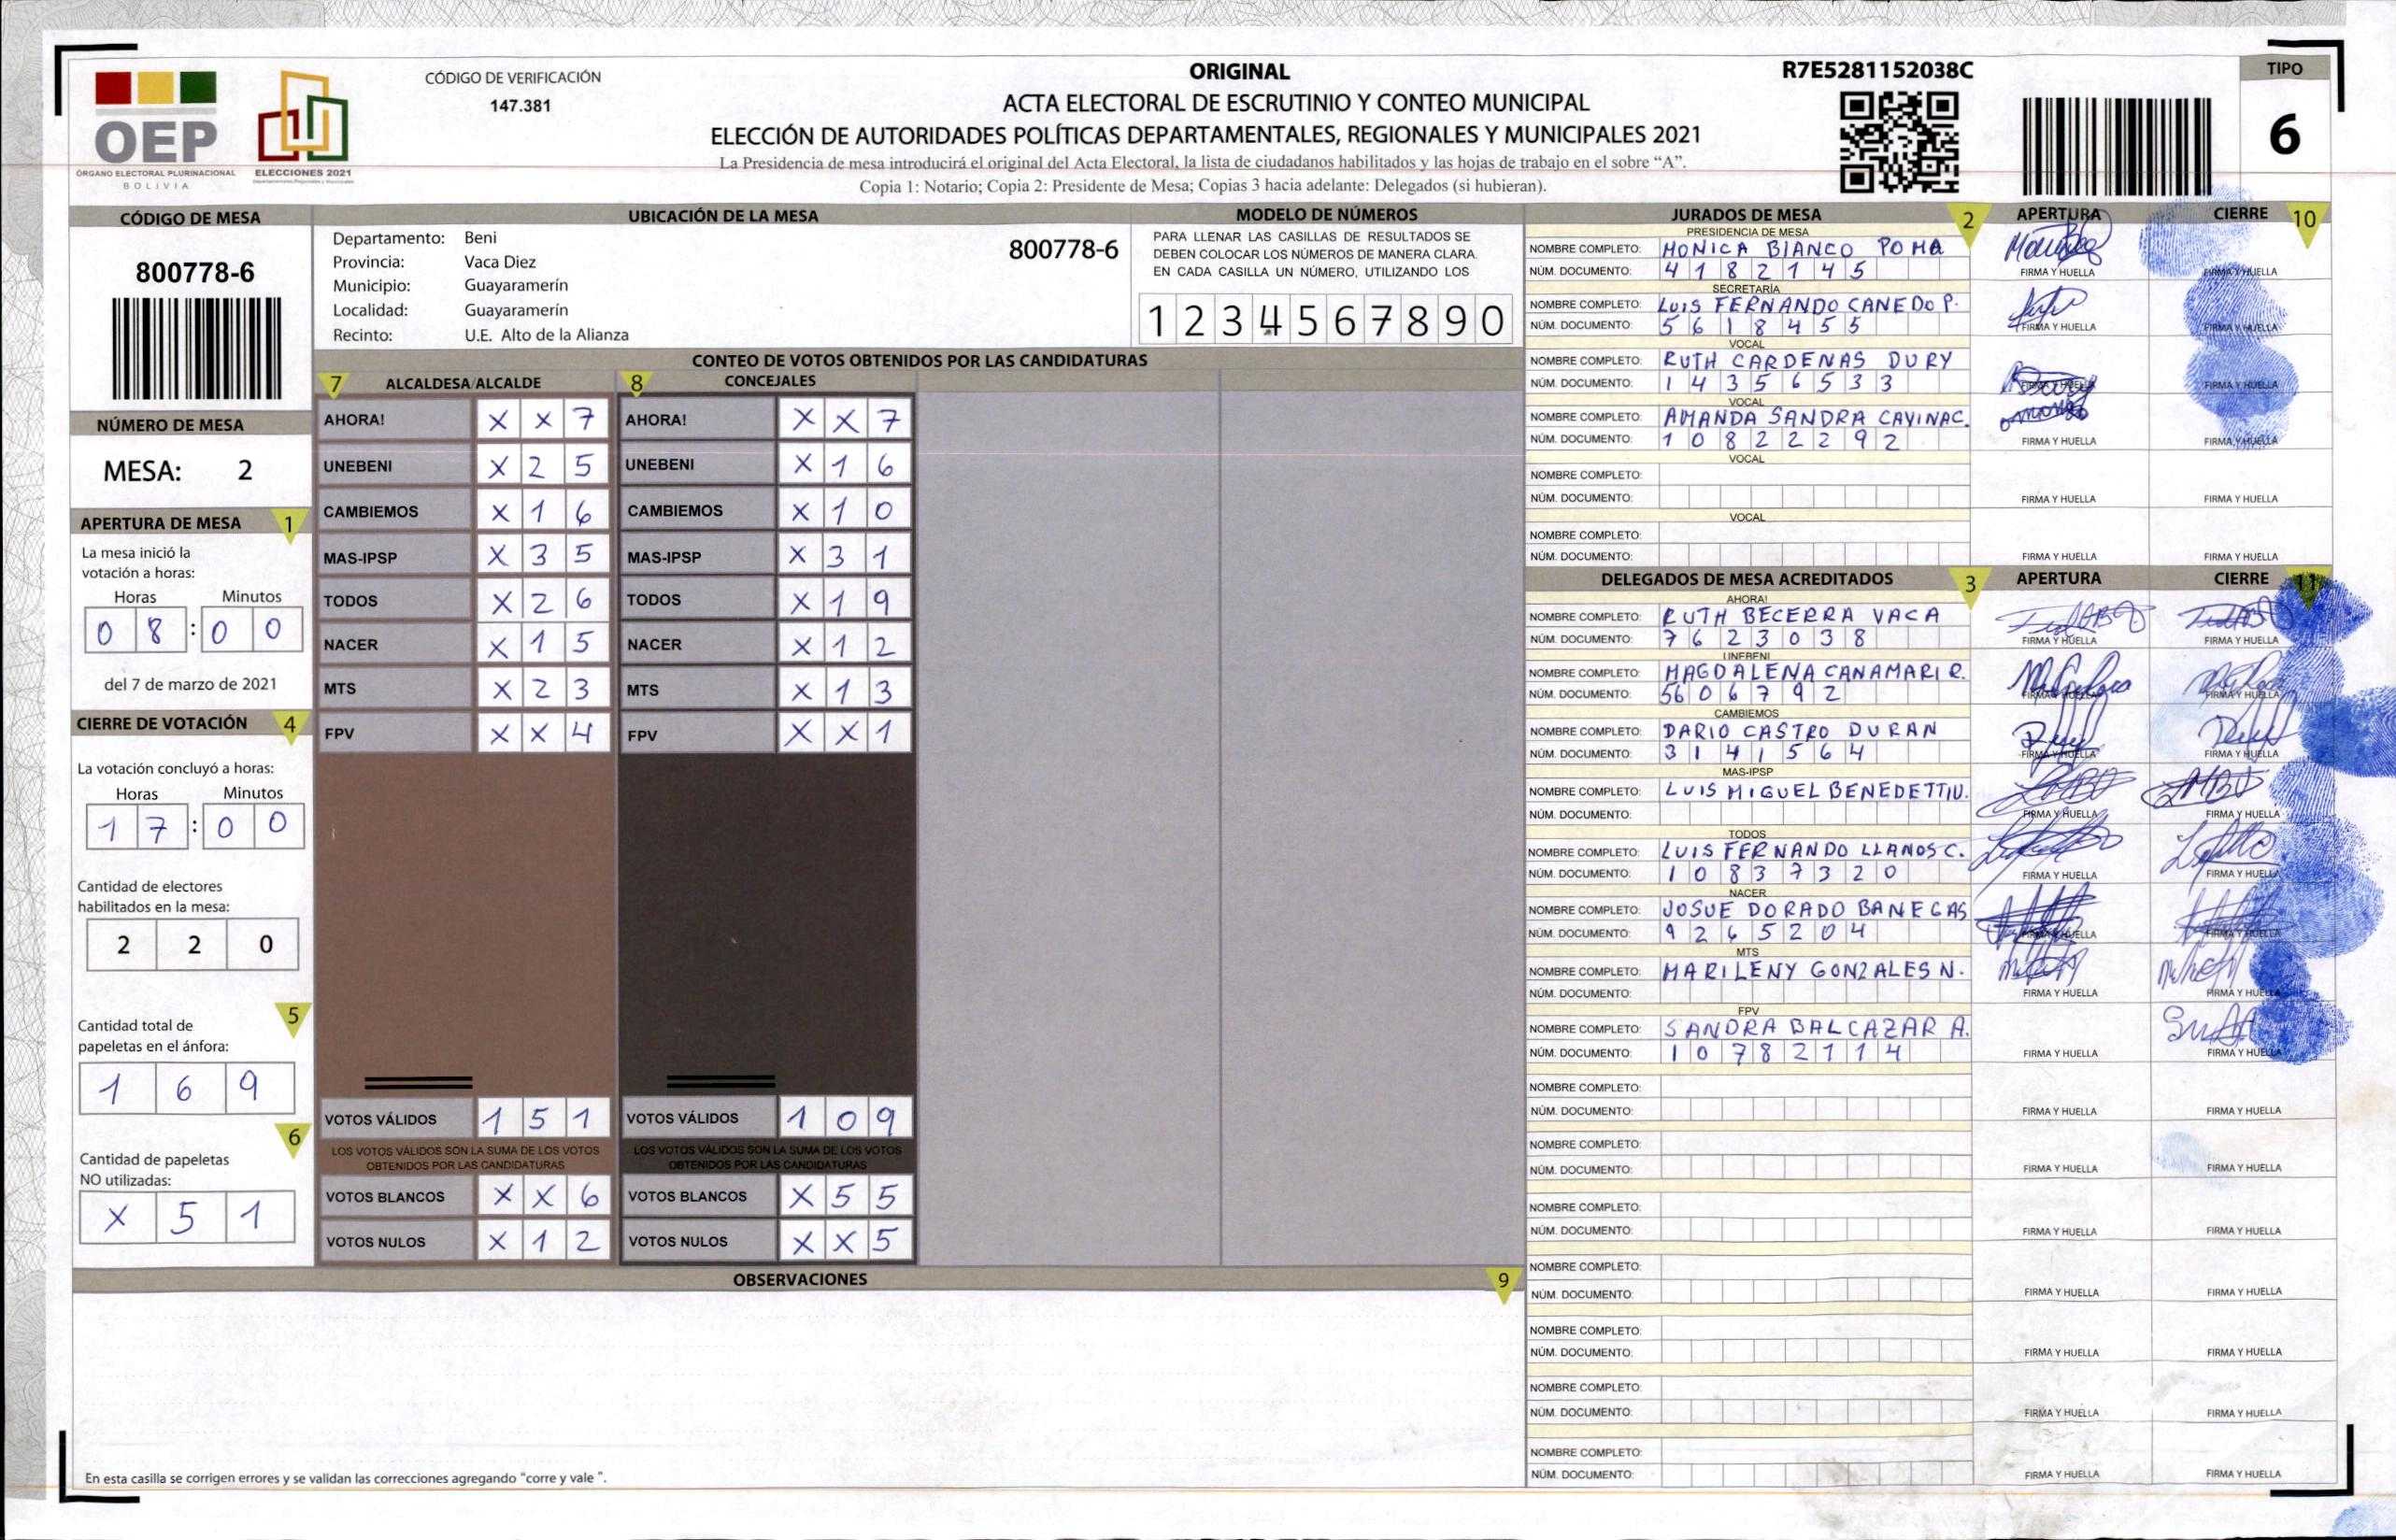 CÓDIGO DE VERIFICACIÓN
147.381
OEP
ÓRGANO ELECTORAL PLURINACIONAL
BOLIVIA
ELECCIONES 2021
ORIGINAL
ACTA ELECTORAL DE ESCRUTINIO Y CONTEO MUNICIPAL
ELECCIÓN DE AUTORIDADES POLÍTICAS DEPARTAMENTALES, REGIONALES Y MUNICIPALES 2021
La Presidencia de mesa introducirá el original del Acta Electoral, la lista de ciudadanos habilitados y las hojas de trabajo en el sobre “A”.
Copia 1: Notario; Copia 2: Presidente de Mesa; Copias 3 hacia adelante: Delegados (si hubieran).
R7E5281152038C
TIPO
6
CÓDIGO DE MESA
800778-6
NÚMERO DE MESA
MESA: 2
APERTURA DE MESA 1
La mesa inició la
votación a horas:
Horas Minutos
0 8 : 0 0
del 7 de marzo de 2021
CIERRE DE VOTACIÓN 4
La votación concluyó a horas:
Horas Minutos
1 7 : 0 0
Cantidad de electores
habilitados en la mesa:
2 2 0
5
Cantidad total de
papeletas en el ánfora:
1 6 9
6
Cantidad de papeletas
NO utilizadas:
X 5 1
UBICACIÓN DE LA MESA
Departamento: Beni
800778-6
Provincia: Vaca Diez
Municipio: Guayaramerín
Localidad: Guayaramerín
Recinto: U.E. Alto de la Alianza
MODELO DE NÚMEROS
PARA LLENAR LAS CASILLAS DE RESULTADOS SE
DEBEN COLOCAR LOS NÚMEROS DE MANERA CLARA.
EN CADA CASILLA UN NÚMERO, UTILIZANDO LOS
1 2 3 4 5 6 7 8 9 0
CONTEO DE VOTOS OBTENIDOS POR LAS CANDIDATURAS
7 ALCALDESA/ALCALDE 8 CONCEJALES
AHORA! X X 7 AHORA! X X 7
UNEBENI X 2 5 UNEBENI X 1 6
CAMBIEMOS X 1 6 CAMBIEMOS X 1 0
MAS-IPSP X 3 5 MAS-IPSP X 3 1
TODOS X 2 6 TODOS X 1 9
NACER X 1 5 NACER X 1 2
MTS X 2 3 MTS X 1 3
FPV X X 4 FPV X X 1
VOTOS VÁLIDOS 1 5 1 VOTOS VÁLIDOS 1 0 9
LOS VOTOS VÁLIDOS SON LA SUMA DE LOS VOTOS LOS VOTOS VÁLIDOS SON LA SUMA DE LOS VOTOS
OBTENIDOS POR LAS CANDIDATURAS OBTENIDOS POR LAS CANDIDATURAS
VOTOS BLANCOS X X 6 VOTOS BLANCOS X 5 5
VOTOS NULOS X 1 2 VOTOS NULOS X X 5
OBSERVACIONES 9
En esta casilla se corrigen errores y se validan las correcciones agregando “corre y vale ”.
JURADOS DE MESA 2 APERTURA CIERRE 10
PRESIDENCIA DE MESA
NOMBRE COMPLETO: MONICA BIANCO POMA
NÚM. DOCUMENTO: 4 1 8 2 1 4 5 FIRMA Y HUELLA FIRMA Y HUELLA
SECRETARÍA
NOMBRE COMPLETO: LUIS FERNANDO CANEDO P.
NÚM. DOCUMENTO: 5 6 1 8 4 5 5 FIRMA Y HUELLA FIRMA Y HUELLA
VOCAL
NOMBRE COMPLETO: RUTH CARDENAS DURY
NÚM. DOCUMENTO: 1 4 3 5 6 5 3 3 FIRMA Y HUELLA FIRMA Y HUELLA
VOCAL
NOMBRE COMPLETO: AMANDA SANDRA CAVINAC.
NÚM. DOCUMENTO: 1 0 8 2 2 2 9 2 FIRMA Y HUELLA FIRMA Y HUELLA
VOCAL
NOMBRE COMPLETO:
NÚM. DOCUMENTO: FIRMA Y HUELLA FIRMA Y HUELLA
VOCAL
NOMBRE COMPLETO:
NÚM. DOCUMENTO: FIRMA Y HUELLA FIRMA Y HUELLA
DELEGADOS DE MESA ACREDITADOS 3 APERTURA CIERRE 11
AHORA!
NOMBRE COMPLETO: RUTH BECERRA VACA
NÚM. DOCUMENTO: 7 6 2 3 0 3 8 FIRMA Y HUELLA FIRMA Y HUELLA
UNEBENI
NOMBRE COMPLETO: MAGDALENA CANAMARI R.
NÚM. DOCUMENTO: 5 6 0 6 7 9 2 FIRMA Y HUELLA FIRMA Y HUELLA
CAMBIEMOS
NOMBRE COMPLETO: DARIO CASTRO DURAN
NÚM. DOCUMENTO: 3 1 4 1 5 6 4 FIRMA Y HUELLA FIRMA Y HUELLA
MAS-IPSP
NOMBRE COMPLETO: LUIS MIGUEL BENEDETTI V.
NÚM. DOCUMENTO: FIRMA Y HUELLA FIRMA Y HUELLA
TODOS
NOMBRE COMPLETO: LUIS FERNANDO LLANOS C.
NÚM. DOCUMENTO: 1 0 8 3 7 3 2 0 FIRMA Y HUELLA FIRMA Y HUELLA
NACER
NOMBRE COMPLETO: JOSUE DORADO BANEGAS
NÚM. DOCUMENTO: 9 2 6 5 2 0 4 FIRMA Y HUELLA FIRMA Y HUELLA
MTS
NOMBRE COMPLETO: MARILENY GONZALES N.
NÚM. DOCUMENTO: FIRMA Y HUELLA FIRMA Y HUELLA
FPV
NOMBRE COMPLETO: SANDRA BALCAZAR A.
NÚM. DOCUMENTO: 1 0 7 8 2 1 1 4 FIRMA Y HUELLA FIRMA Y HUELLA
NOMBRE COMPLETO:
NÚM. DOCUMENTO: FIRMA Y HUELLA FIRMA Y HUELLA
NOMBRE COMPLETO:
NÚM. DOCUMENTO: FIRMA Y HUELLA FIRMA Y HUELLA
NOMBRE COMPLETO:
NÚM. DOCUMENTO: FIRMA Y HUELLA FIRMA Y HUELLA
NOMBRE COMPLETO:
NÚM. DOCUMENTO: FIRMA Y HUELLA FIRMA Y HUELLA
NOMBRE COMPLETO:
NÚM. DOCUMENTO: FIRMA Y HUELLA FIRMA Y HUELLA
NOMBRE COMPLETO:
NÚM. DOCUMENTO: FIRMA Y HUELLA FIRMA Y HUELLA
NOMBRE COMPLETO:
NÚM. DOCUMENTO: FIRMA Y HUELLA FIRMA Y HUELLA